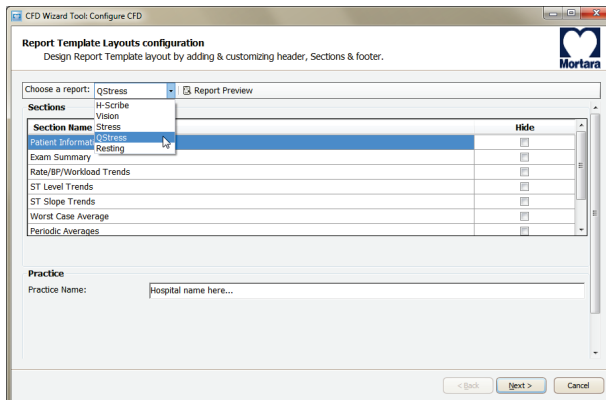 CFD Wizard Tool: Configure CFD
Report Template Layouts configuration
Design Report Template layout by adding & customizing header, Sections & footer.
Mortara
Choose a report: QStress Report Preview
H-Scribe
Vision
Stress
QStress
Resting
Sections
Section Name Hide
Patient Informat
Exam Summary
Rate/BP/Workload Trends
ST Level Trends
ST Slope Trends
Worst Case Average
Periodic Averages
Practice
Practice Name: Hospital name here...
< Back Next > Cancel